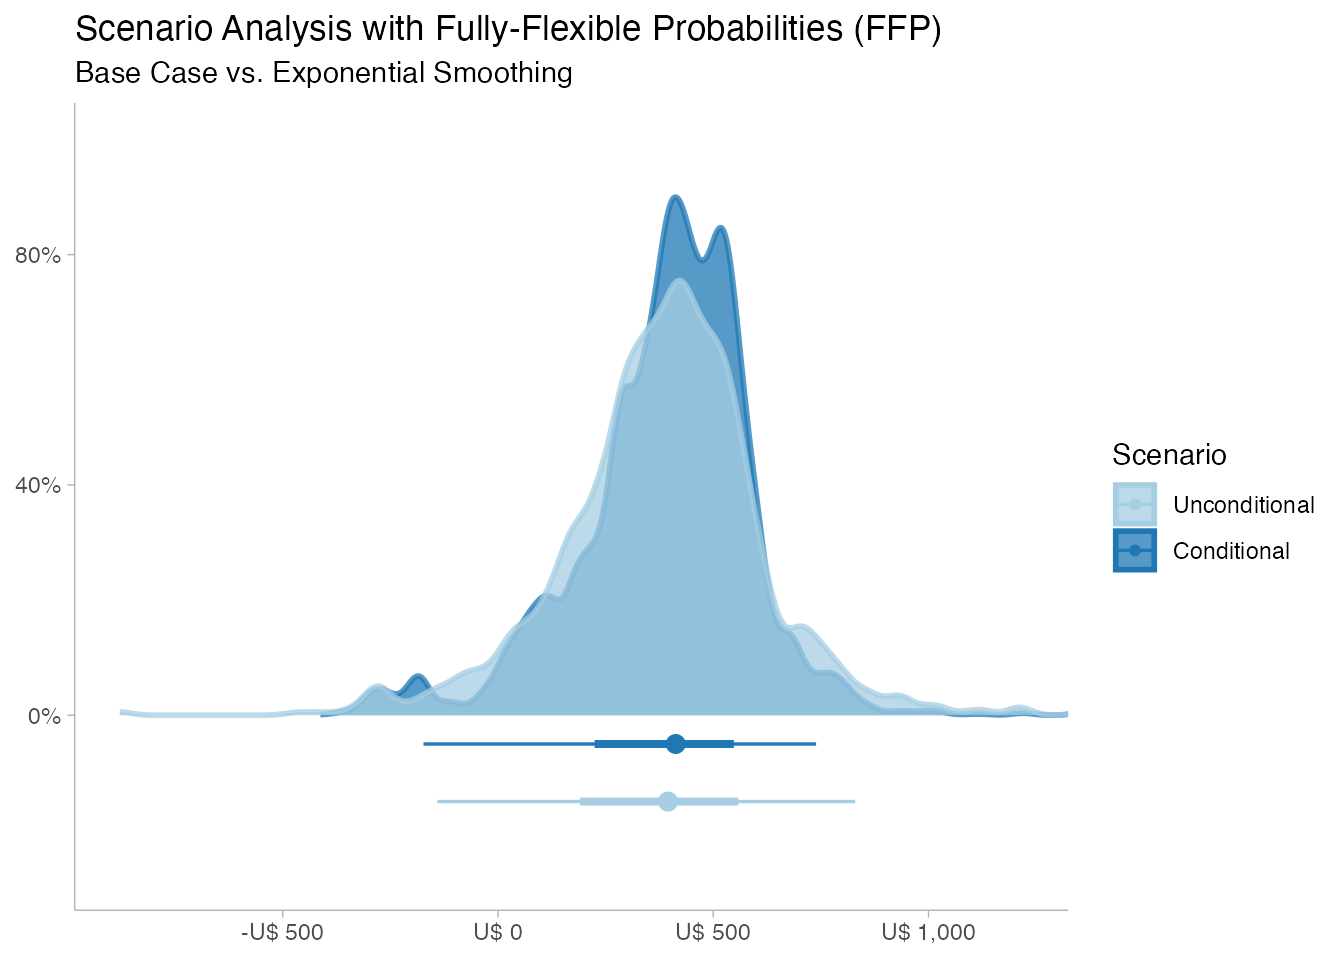 Scenario Analysis with Fully-Flexible Probabilities (FFP)
Base Case vs. Exponential Smoothing
80%
40%
0%
-U$ 500
U$ 0
U$ 500
U$ 1,000
Scenario
Unconditional
Conditional